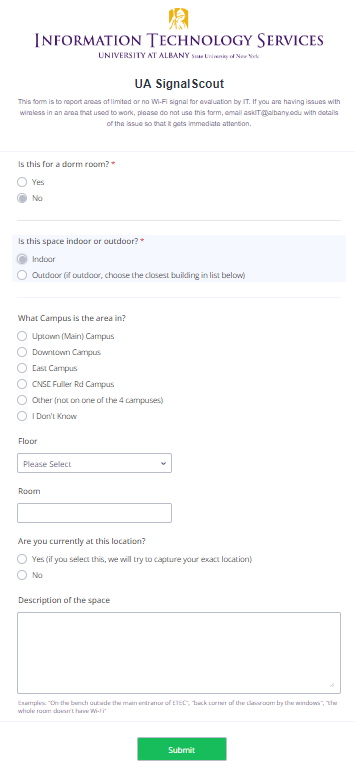 INFORMATION TECHNOLOGY SERVICES
UNIVERSITY AT ALBANY State University of New York
UA SignalScout
This form is to report areas of limited or no Wi-Fi signal for evaluation by IT. If you are having issues with
wireless in an area that used to work, please do not use this form, email askIT@albany.edu with details
of the issue so that it gets immediate attention.
Is this for a dorm room? *
Yes
No
Is this space indoor or outdoor? *
Indoor
Outdoor (if outdoor, choose the closest building in list below)
What Campus is the area in?
Uptown (Main) Campus
Downtown Campus
East Campus
CNSE Fuller Rd Campus
Other (not on one of the 4 campuses)
I Don't Know
Floor
Please Select
Room
Are you currently at this location?
Yes (if you select this, we will try to capture your exact location)
No
Description of the space
Examples: "On the bench outside the main entrance of ETEC", "back corner of the classroom by the windows", "the
whole room doesn't have Wi-Fi"
Submit